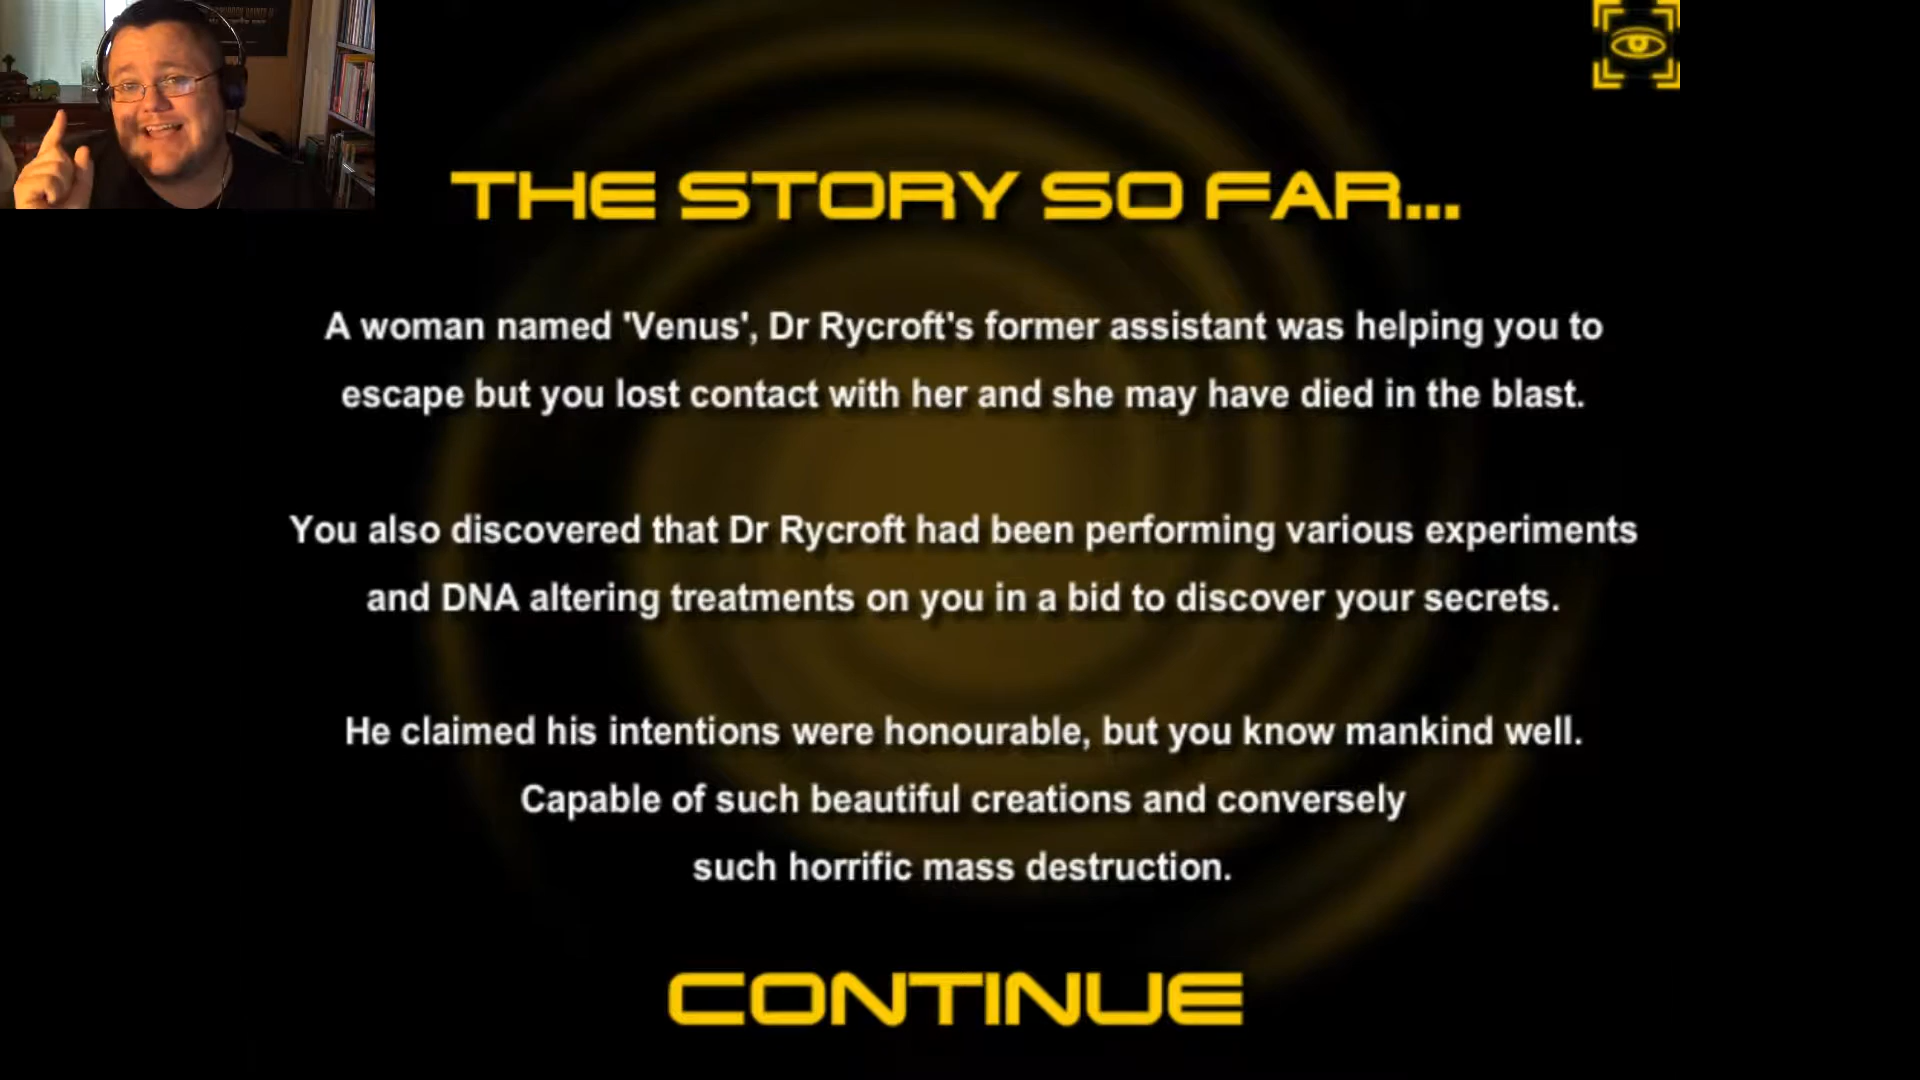 THE STORY SO FAR...
A woman named 'Venus', Dr Rycroft's former assistant was helping you to
escape but you lost contact with her and she may have died in the blast.
You also discovered that Dr Rycroft had been performing various experiments
and DNA altering treatments on you in a bid to discover your secrets.
He claimed his intentions were honourable, but you know mankind well.
Capable of such beautiful creations and conversely
such horrific mass destruction.
CONTINUE